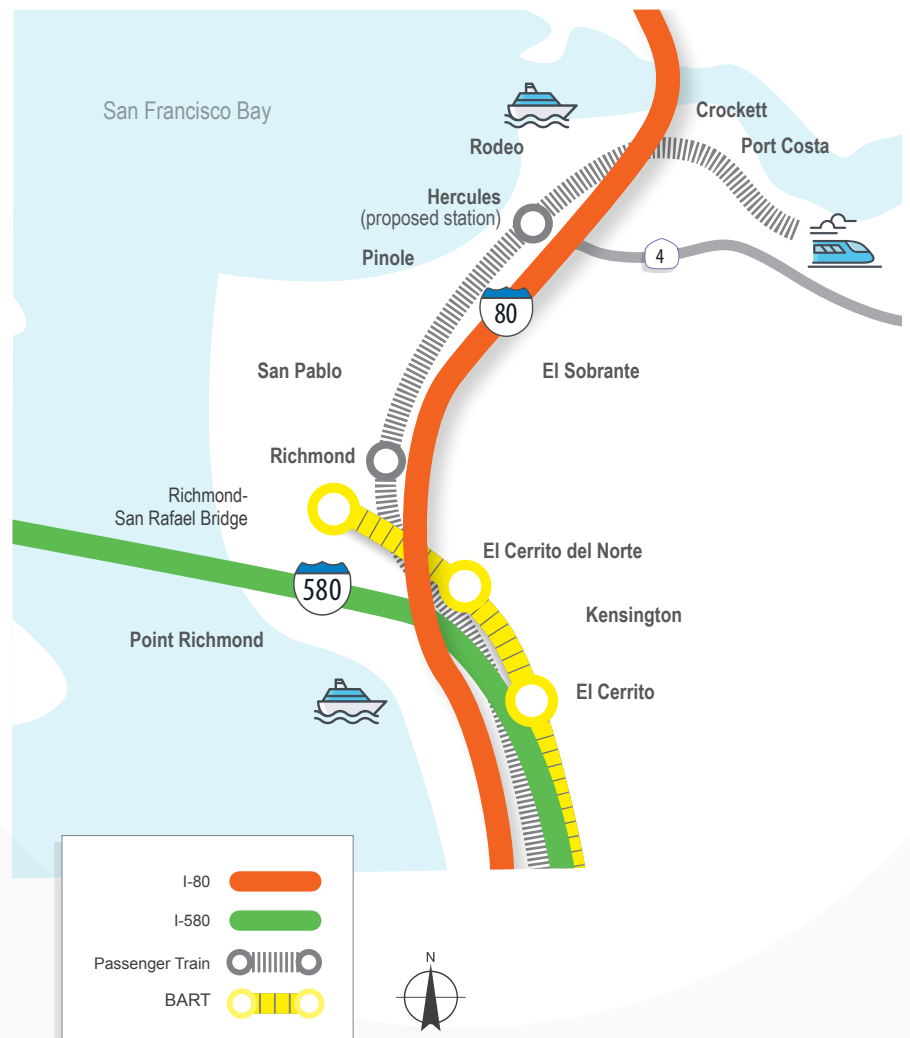 San Francisco Bay
Crockett
Port Costa
Rodeo
Hercules
(proposed station)
Pinole
4
80
San Pablo
El Sobrante
Richmond
Richmond-
San Rafael Bridge
El Cerrito del Norte
580
Kensington
Point Richmond
El Cerrito
I-80
I-580
Passenger Train
BART
N